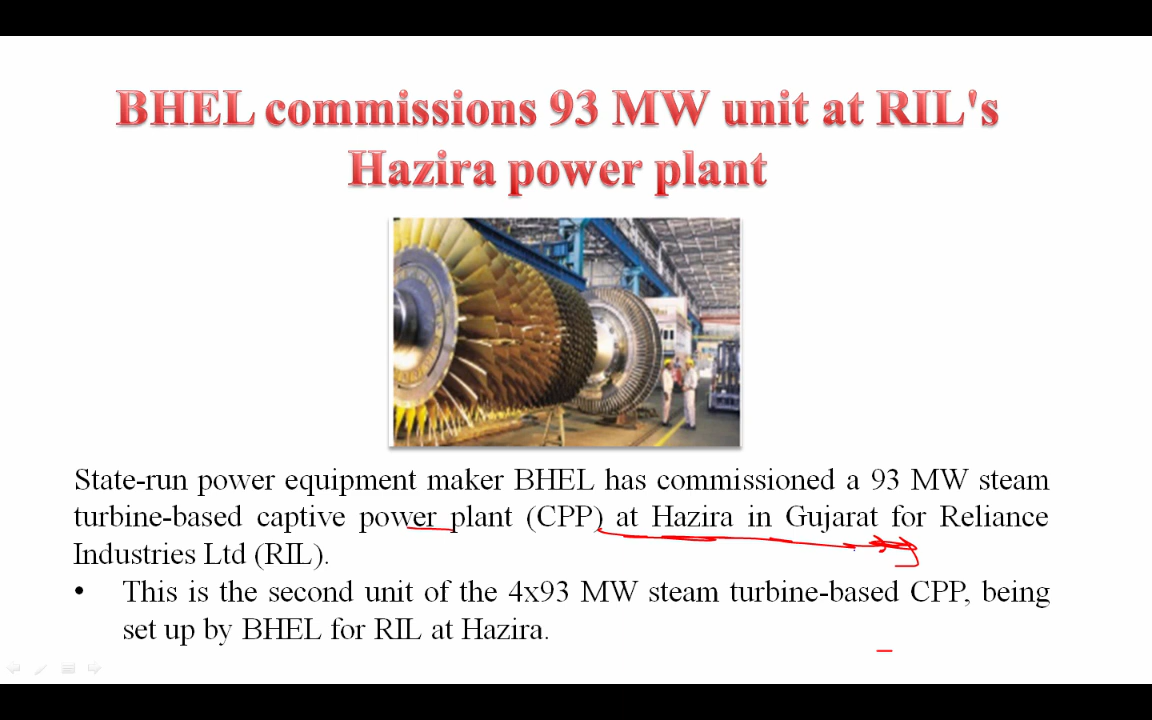 BHEL commissions 93 MW unit at RIL's
Hazira power plant
State-run power equipment maker BHEL has commissioned a 93 MW steam
turbine-based captive power plant (CPP) at Hazira in Gujarat for Reliance
Industries Ltd (RIL).
• This is the second unit of the 4x93 MW steam turbine-based CPP, being
set up by BHEL for RIL at Hazira.